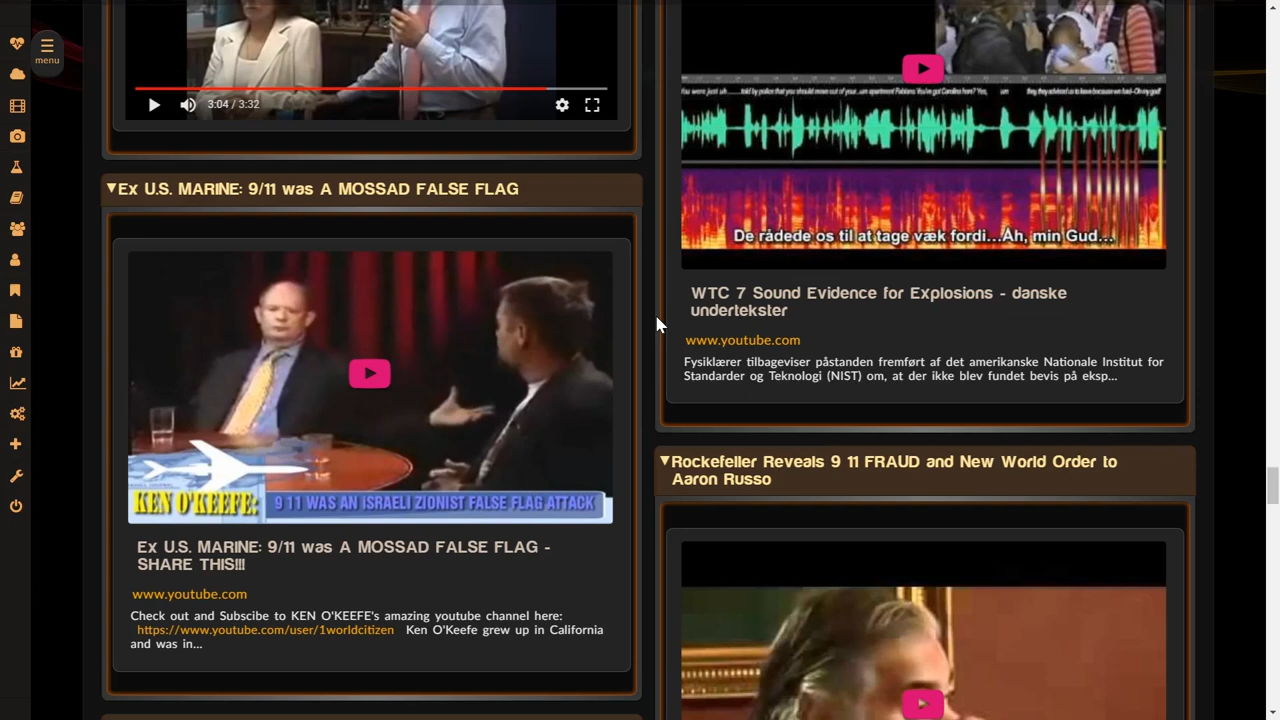 menu
3:04 / 3:32
Ex U.S. MARINE: 9/11 was A MOSSAD FALSE FLAG
KEN O'KEEFE:
9 11 WAS AN ISRAELI ZIONIST FALSE FLAG ATTACK
Ex U.S. MARINE: 9/11 was A MOSSAD FALSE FLAG -
SHARE THIS!!!
www.youtube.com
Check out and Subscibe to KEN O'KEEFE's amazing youtube channel here:
https://www.youtube.com/user/1worldcitizen Ken O'Keefe grew up in California
and was in...
De rådede os til at tage væk fordi...Åh, min Gud...
WTC 7 Sound Evidence for Explosions - danske
undertekster
www.youtube.com
Fysiklærer tilbageviser påstanden fremført af det amerikanske Nationale Institut for
Standarder og Teknologi (NIST) om, at der ikke blev fundet bevis på eksp...
Rockefeller Reveals 9 11 FRAUD and New World Order to
Aaron Russo